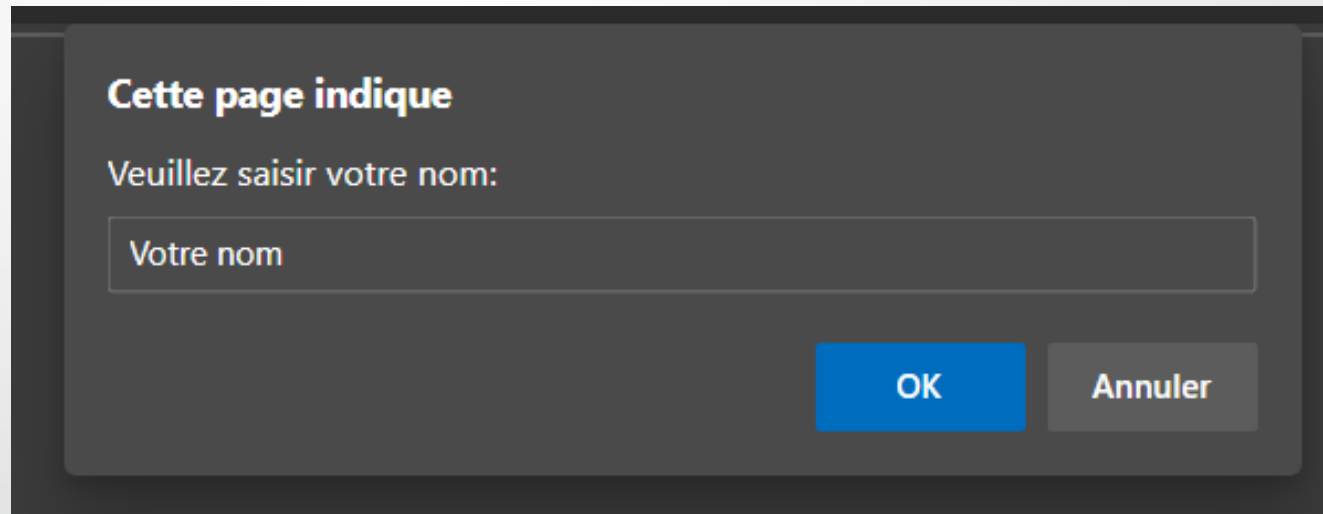 Cette page indique
Veuillez saisir votre nom:
Votre nom
OK Annuler